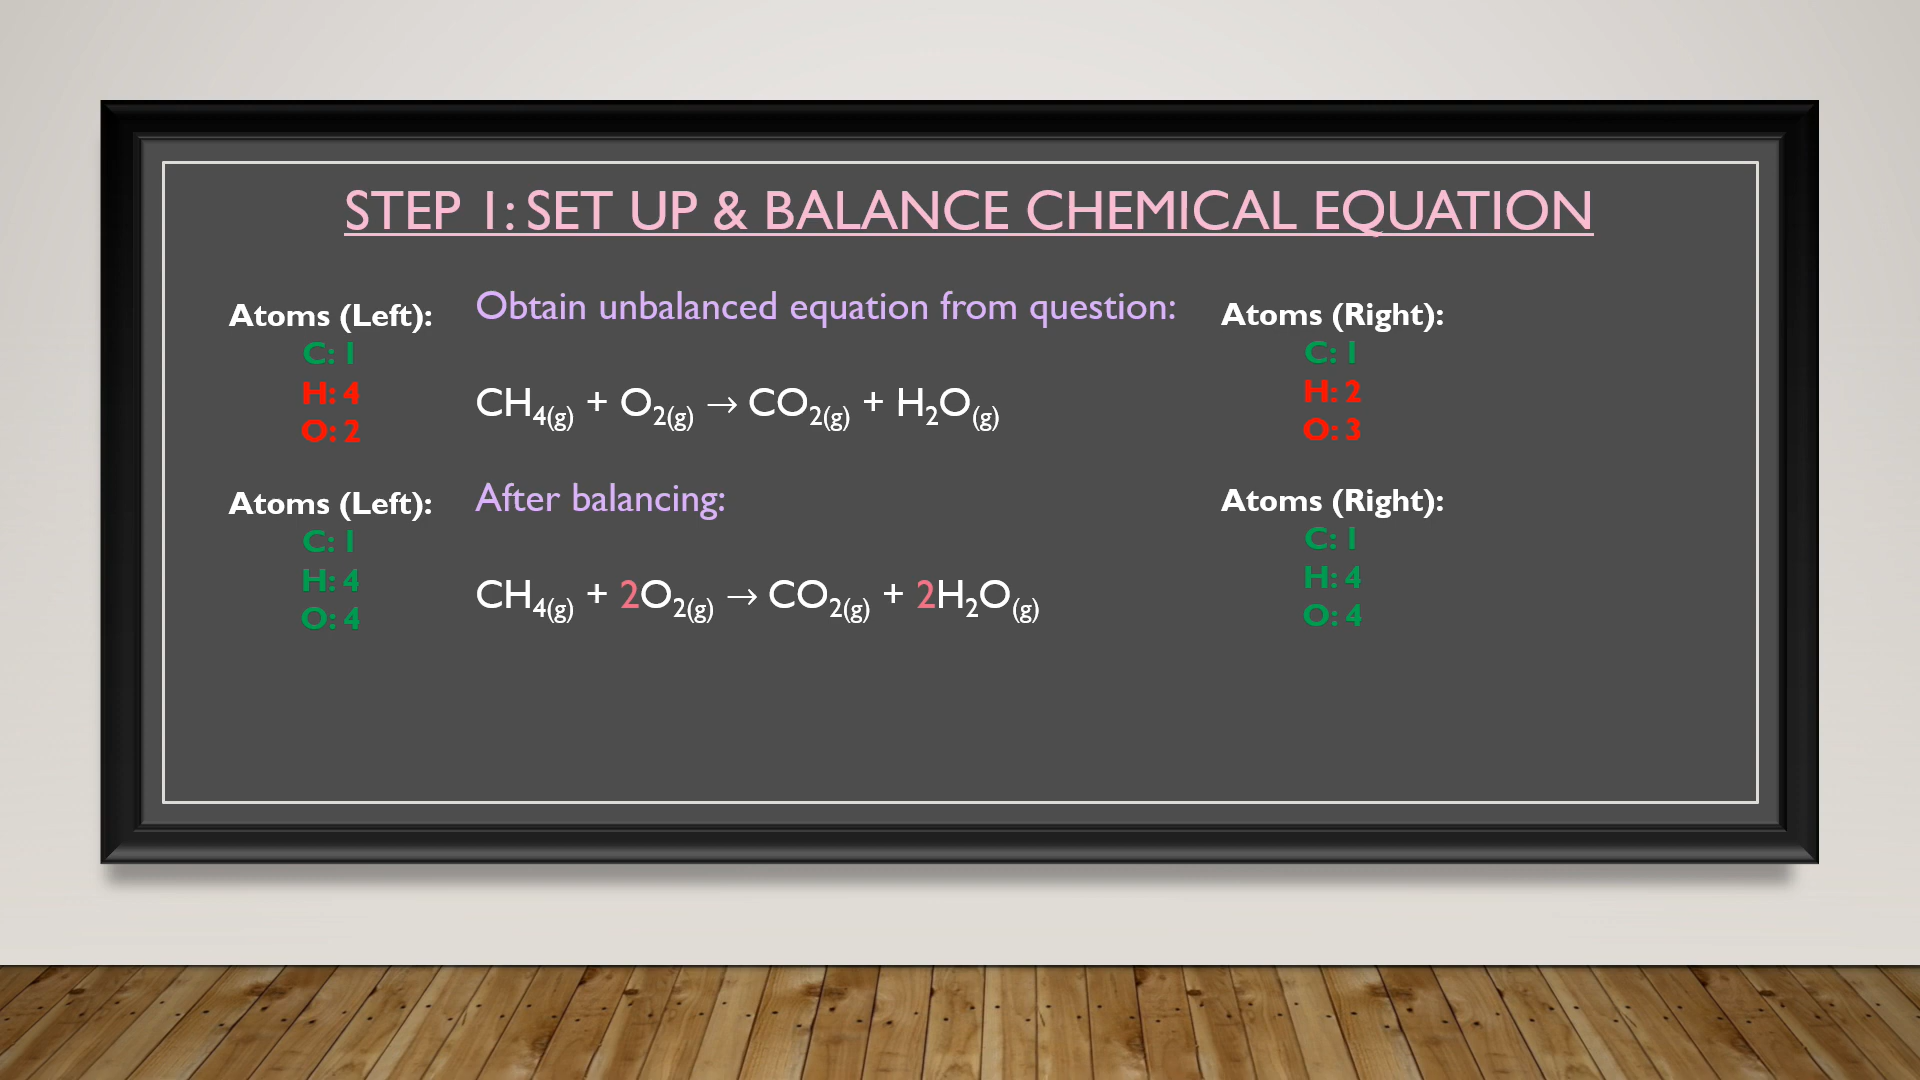 STEP 1: SET UP & BALANCE CHEMICAL EQUATION
Atoms (Left):
C: 1
H: 4
O: 2
Obtain unbalanced equation from question:
CH₄(g) + O₂(g) → CO₂(g) + H₂O(g)
Atoms (Right):
C: 1
H: 2
O: 3
Atoms (Left):
C: 1
H: 4
O: 4
After balancing:
CH₄(g) + 2O₂(g) → CO₂(g) + 2H₂O(g)
Atoms (Right):
C: 1
H: 4
O: 4